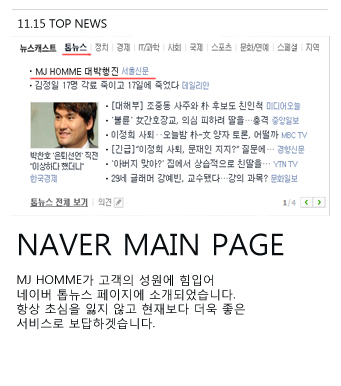 11.15 TOP NEWS
뉴스캐스트 톱뉴스 정치 경제 IT/과학 사회 국제 스포츠 문화/연예 스페셜 지역
MJ HOMME 대박행진 서울신문
김정일 17명 각료 죽이고 17일에 죽었다 데일리안
[대해부] 조중동 사주와 朴 후보도 친인척 미디어오늘
'불륜' 女간호장교, 의심 피하려 딸을…충격 중앙일보
이정희 사퇴‥오늘밤 朴-文 양자 토론, 어떨까 MBC TV
[긴급]"이정희 사퇴, 문재인 지지?" 질문에… 경향신문
'아버지 맞아?' 집에서 상습적으로 친딸을… YTN TV
29세 글래머 강예빈, 교수됐다…강의 과목? 문화일보
박찬호 '은퇴선언' 직전
"이상하다 했더니"
한국경제
톱뉴스 전체 보기 의견
1/4
NAVER MAIN PAGE
MJ HOMME가 고객의 성원에 힘입어
네이버 톱뉴스 페이지에 소개되었습니다.
항상 초심을 잃지 않고 현재보다 더욱 좋은
서비스로 보답하겟습니다.